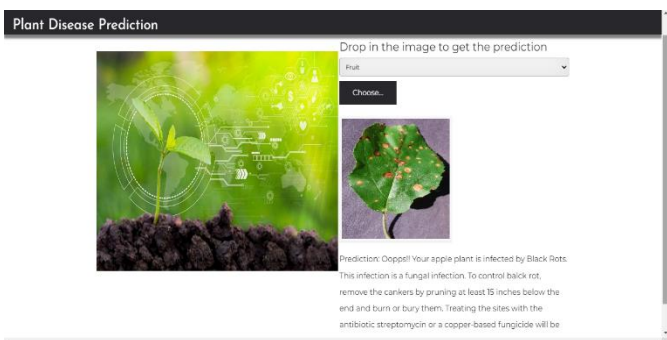 Plant Disease Prediction
Drop in the image to get the prediction
Fruit
Choose...
Prediction: Oopps!! Your apple plant is infected by Black Rots.
This infection is a fungal infection. To control balck rot,
remove the cankers by pruning at least 15 inches below the
end and burn or bury them. Treating the sites with the
antibiotic streptomycin or a copper-based fungicide will be